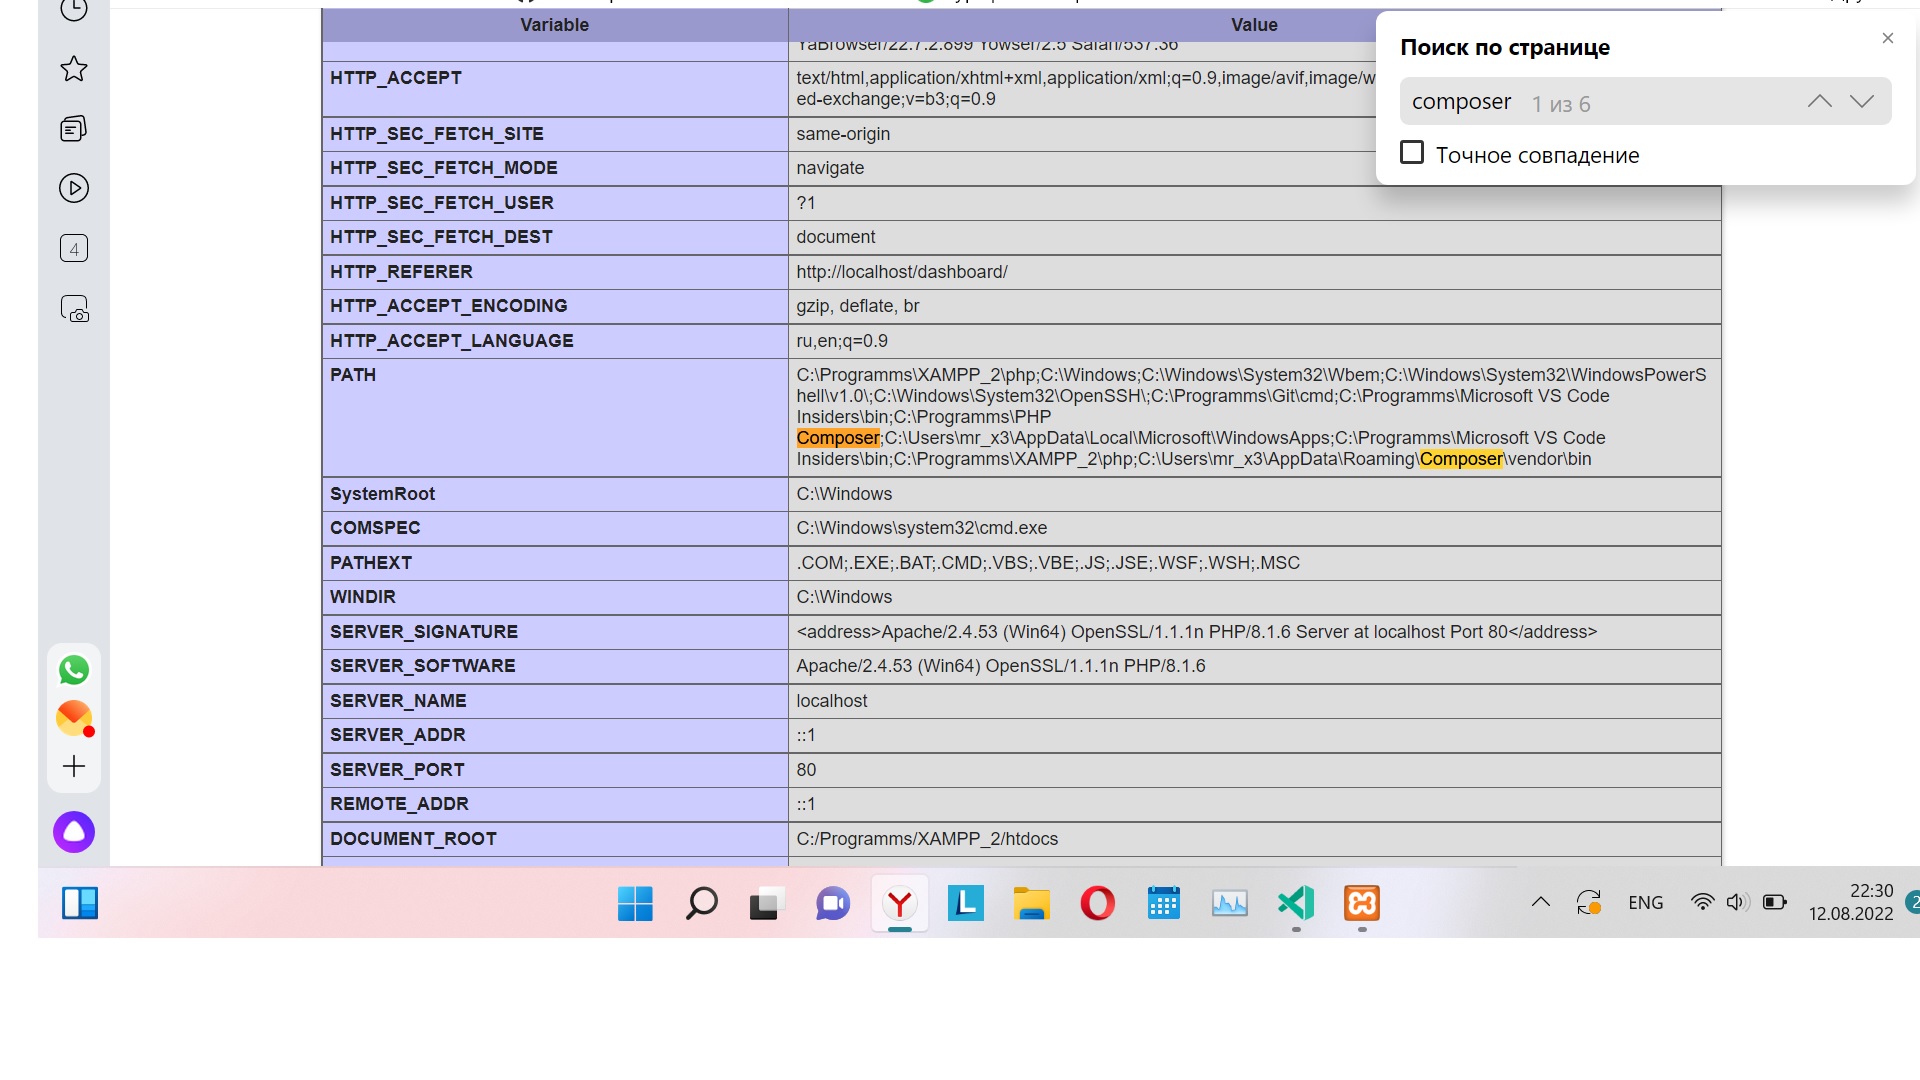 Variable
Value
YaBrowser/22.7.2.899 Yowser/2.5 Safari/537.36
HTTP_ACCEPT
text/html,application/xhtml+xml,application/xml;q=0.9,image/avif,image/w
ed-exchange;v=b3;q=0.9
HTTP_SEC_FETCH_SITE
same-origin
HTTP_SEC_FETCH_MODE
navigate
HTTP_SEC_FETCH_USER
?1
HTTP_SEC_FETCH_DEST
document
HTTP_REFERER
http://localhost/dashboard/
HTTP_ACCEPT_ENCODING
gzip, deflate, br
HTTP_ACCEPT_LANGUAGE
ru,en;q=0.9
PATH
C:\Programms\XAMPP_2\php;C:\Windows;C:\Windows\System32\Wbem;C:\Windows\System32\WindowsPowerS
hell\v1.0\;C:\Windows\System32\OpenSSH\;C:\Programms\Git\cmd;C:\Programms\Microsoft VS Code
Insiders\bin;C:\Programms\PHP
Composer;C:\Users\mr_x3\AppData\Local\Microsoft\WindowsApps;C:\Programms\Microsoft VS Code
Insiders\bin;C:\Programms\XAMPP_2\php;C:\Users\mr_x3\AppData\Roaming\Composer\vendor\bin
SystemRoot
C:\Windows
COMSPEC
C:\Windows\system32\cmd.exe
PATHEXT
.COM;.EXE;.BAT;.CMD;.VBS;.VBE;.JS;.JSE;.WSF;.WSH;.MSC
WINDIR
C:\Windows
SERVER_SIGNATURE
<address>Apache/2.4.53 (Win64) OpenSSL/1.1.1n PHP/8.1.6 Server at localhost Port 80</address>
SERVER_SOFTWARE
Apache/2.4.53 (Win64) OpenSSL/1.1.1n PHP/8.1.6
SERVER_NAME
localhost
SERVER_ADDR
::1
SERVER_PORT
80
REMOTE_ADDR
::1
DOCUMENT_ROOT
C:/Programms/XAMPP_2/htdocs
Поиск по странице
composer 1 из 6
Точное совпадение
4
L
ENG
22:30
12.08.2022
2